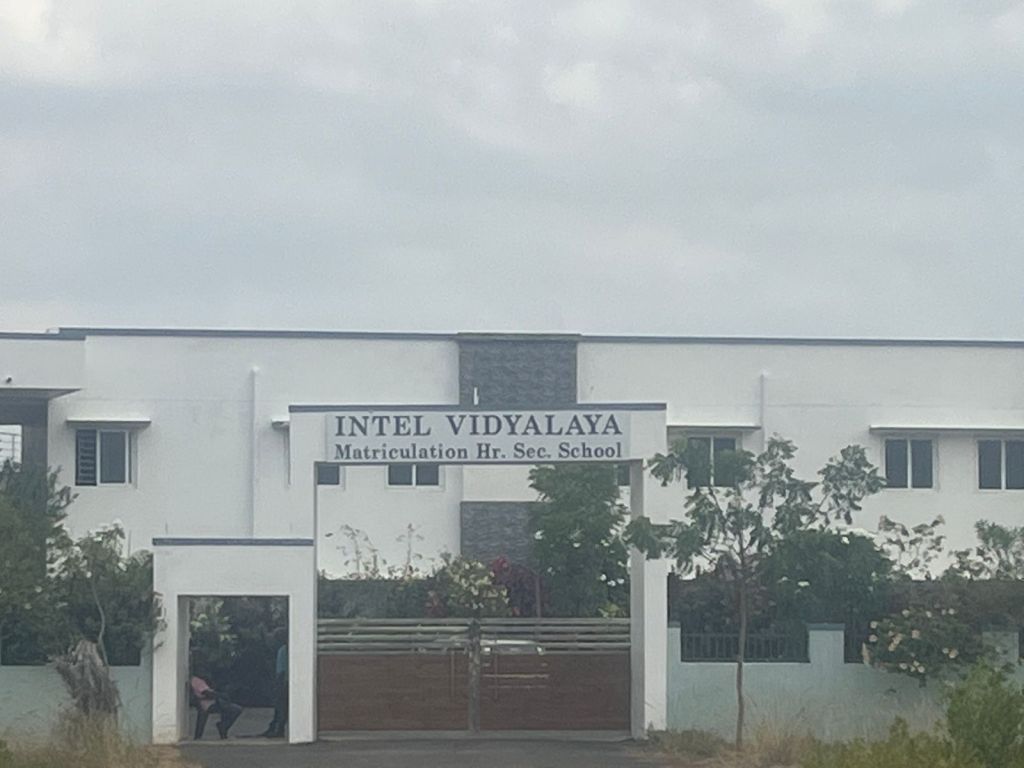 INTEL VIDYALAYA
Matriculation Hr. Sec. School